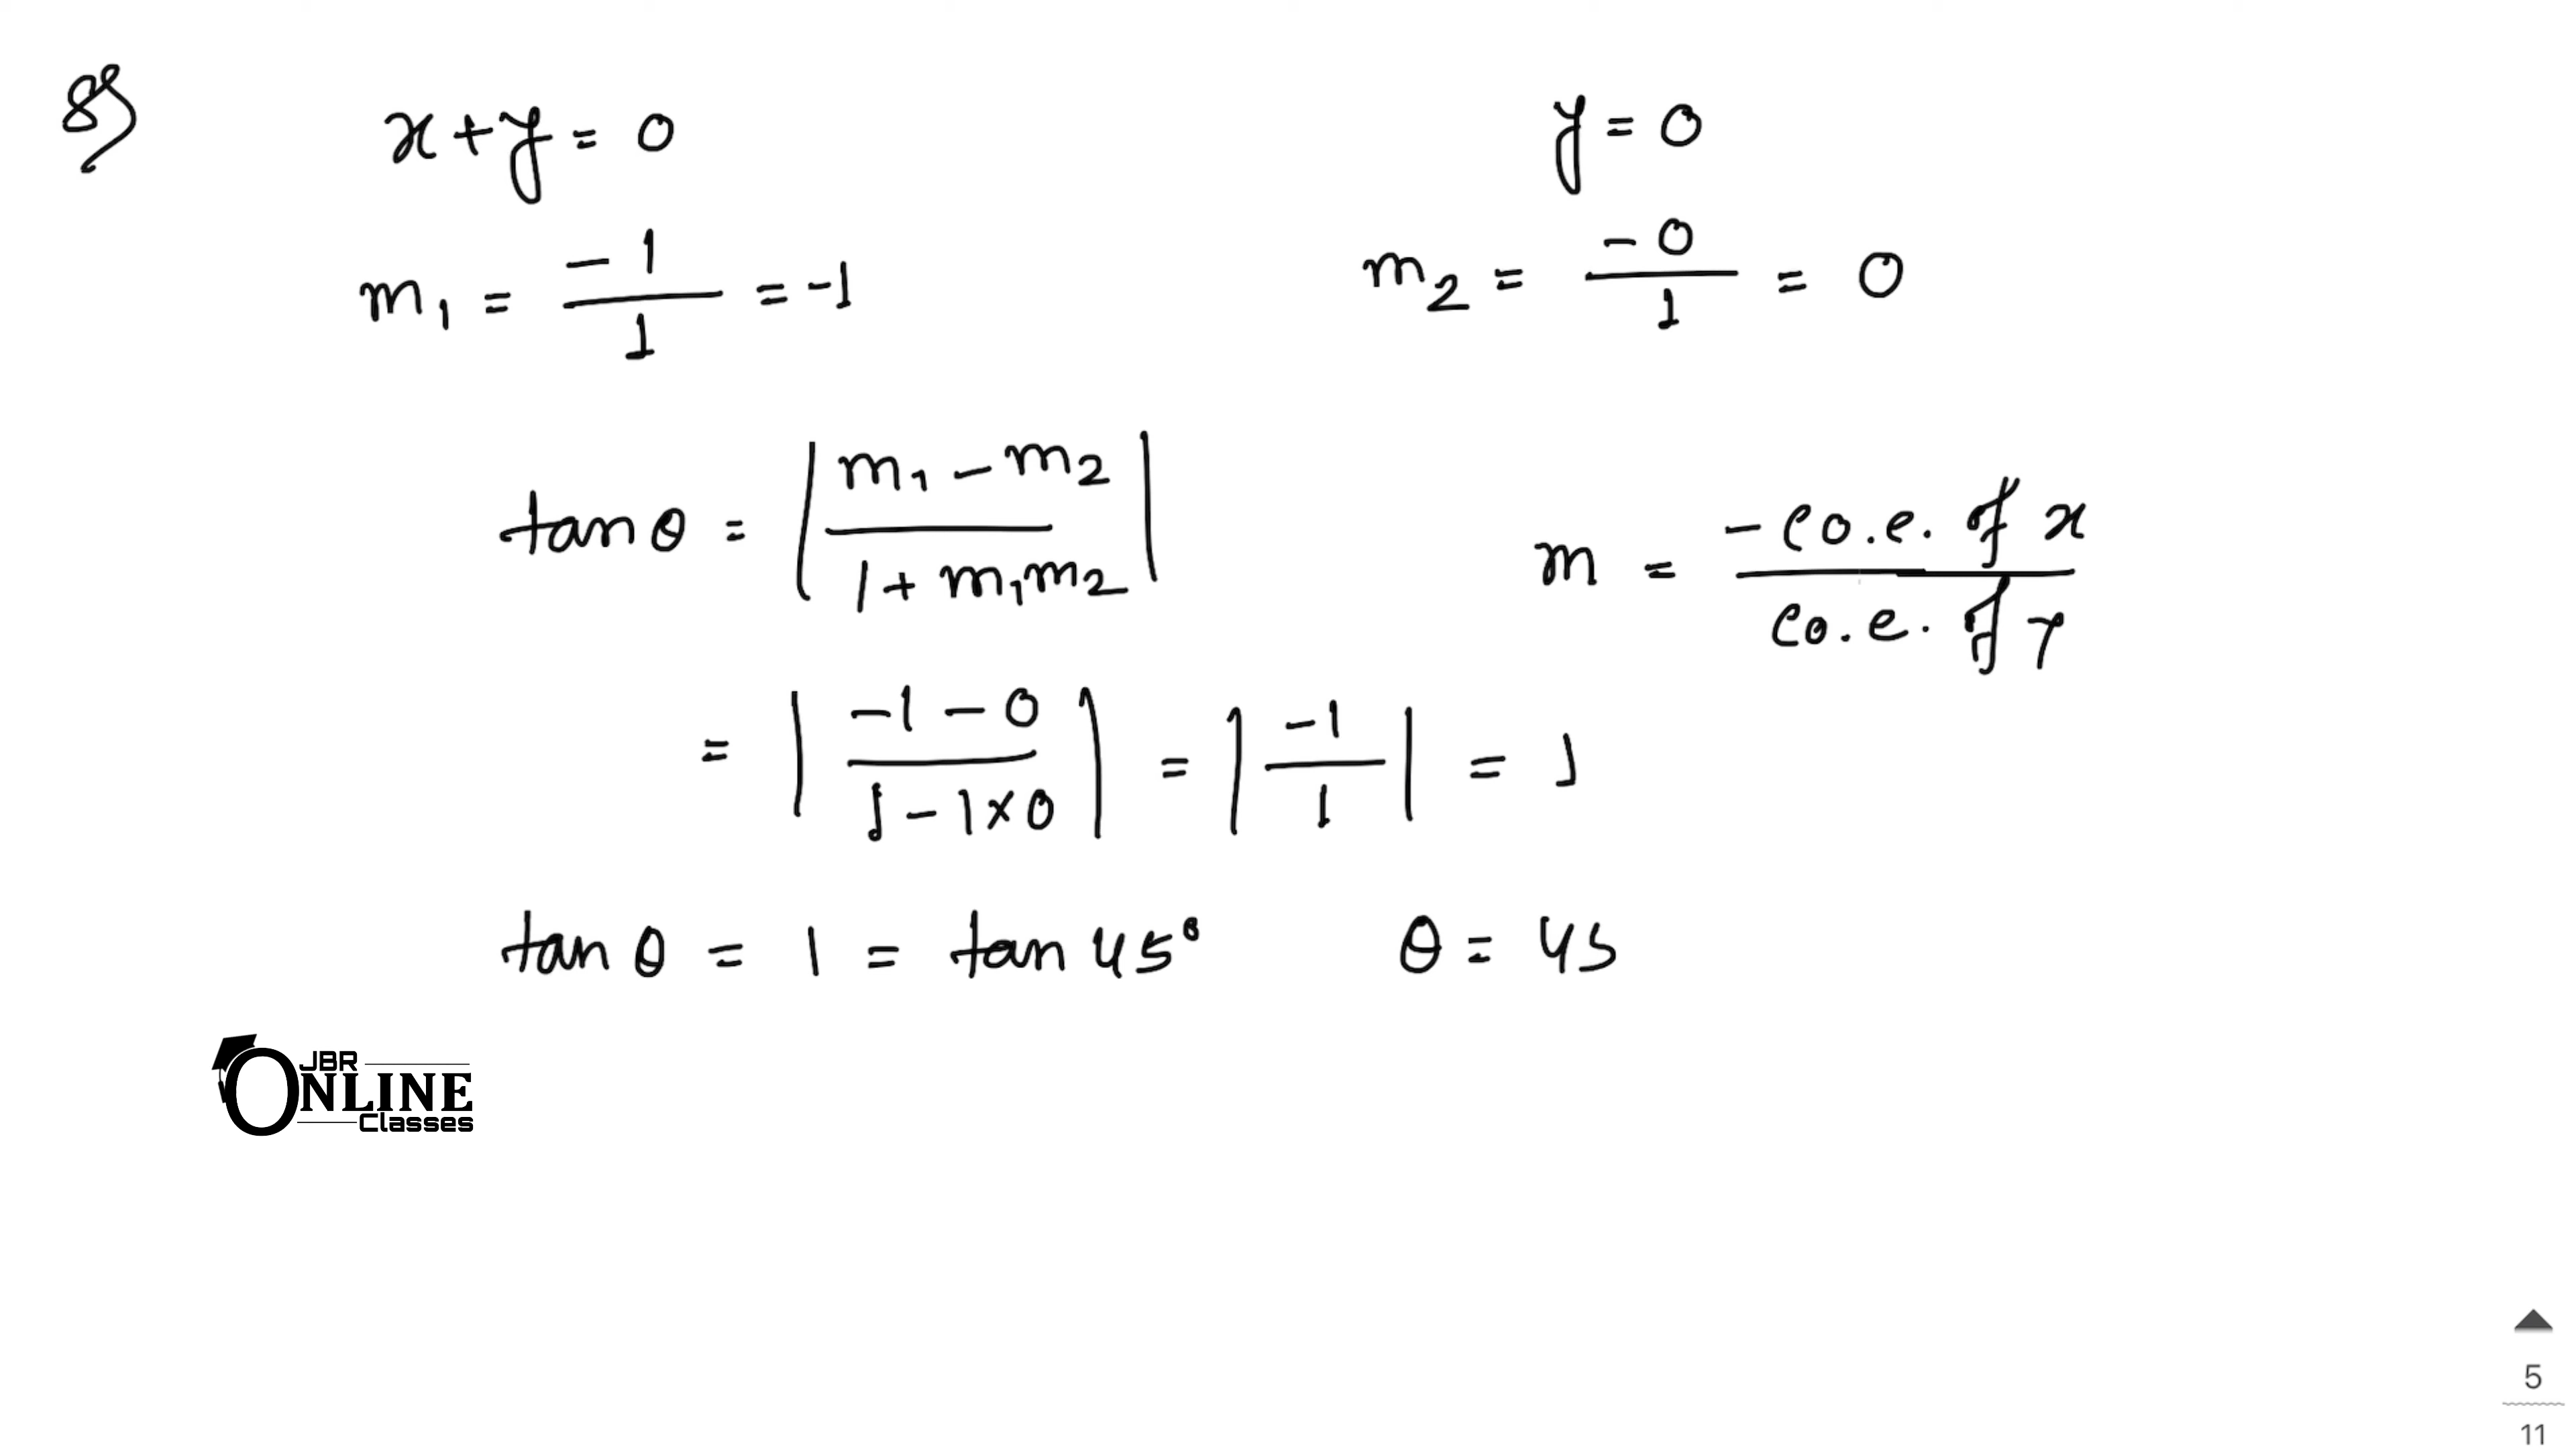 8)
x + y = 0
y = 0
m₁ = -1/1 = -1
m₂ = -0/1 = 0
tan θ = |(m₁ - m₂)/(1 + m₁m₂)|
m = (-co.e. of x)/(co.e. of y)
= |(-1 - 0)/(1 - 1×0)| = |-1/1| = 1
tan θ = 1 = tan 45° θ = 45
JBR
ONLINE
Classes
5
11